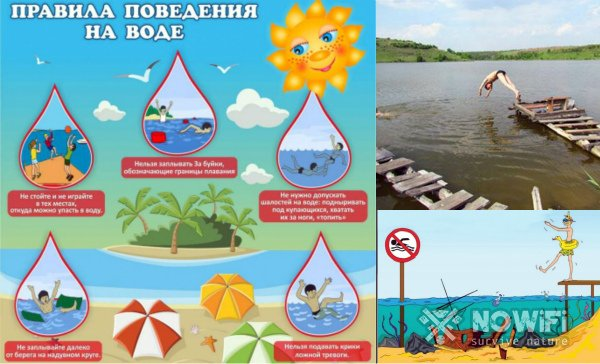 ПРАВИЛА ПОВЕДЕНИЯ
НА ВОДЕ
Нельзя заплывать За буйки,
обозначающие границы плавания
Не стойте и не играйте
в тех местах,
откуда можно упасть в воду.
Не нужно допускать
шалостей на воде: подныривать
под купающихся, хватать
их за ноги, «топить»
Не заплывайте далеко
от берега на надувном круге.
Нельзя подавать крики
ложной тревоги.
NOWiFi
survive nature